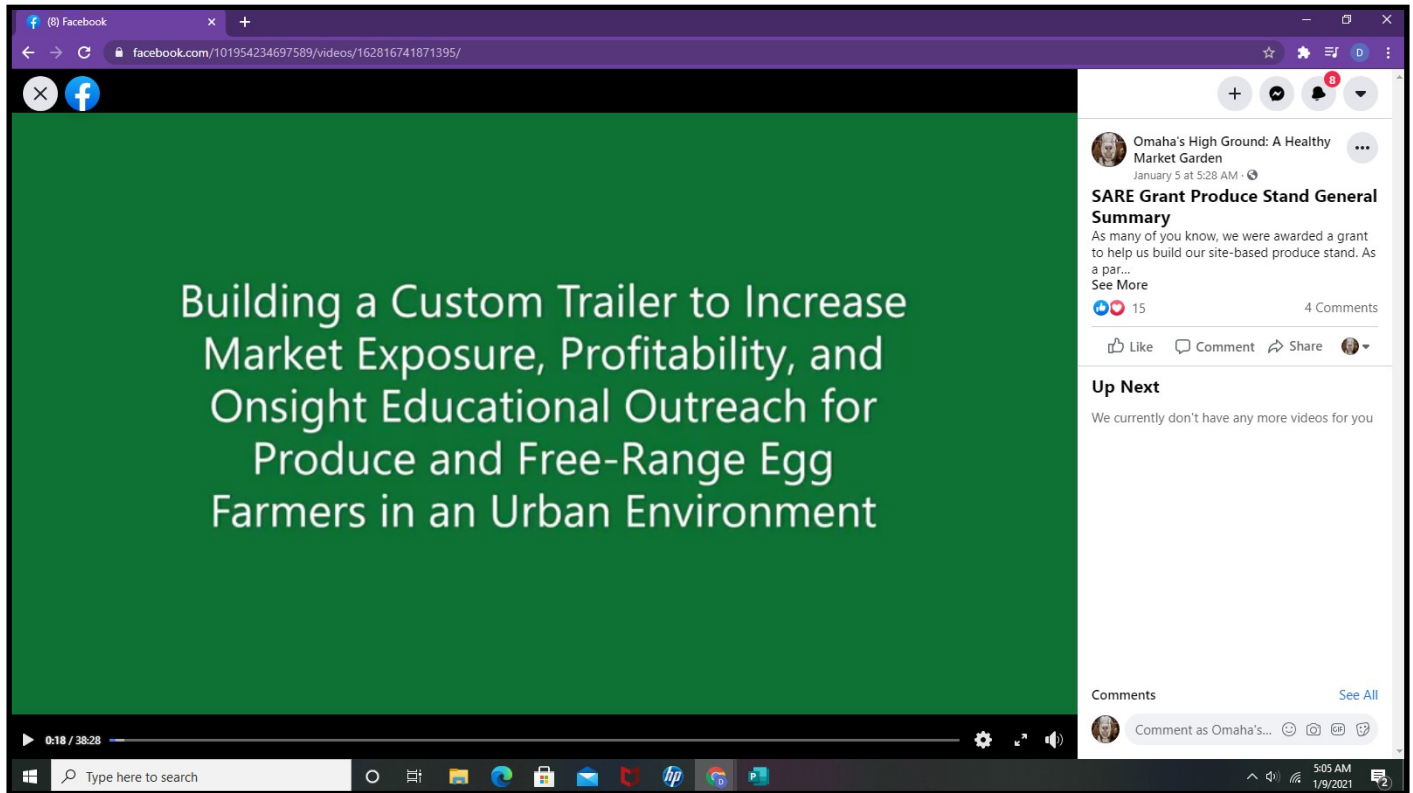 (8) Facebook
facebook.com/101954234697589/videos/162816741871395/
D
8
Building a Custom Trailer to Increase
Market Exposure, Profitability, and
Onsight Educational Outreach for
Produce and Free-Range Egg
Farmers in an Urban Environment
0:18 / 38:28
Omaha's High Ground: A Healthy
Market Garden
January 5 at 5:28 AM ·
SARE Grant Produce Stand General
Summary
As many of you know, we were awarded a grant
to help us build our site-based produce stand. As
a par...
See More
15
4 Comments
Like Comment Share
Up Next
We currently don't have any more videos for you
Comments See All
Comment as Omaha's... GIF
Type here to search
hp
D
P
5:05 AM
1/9/2021
2